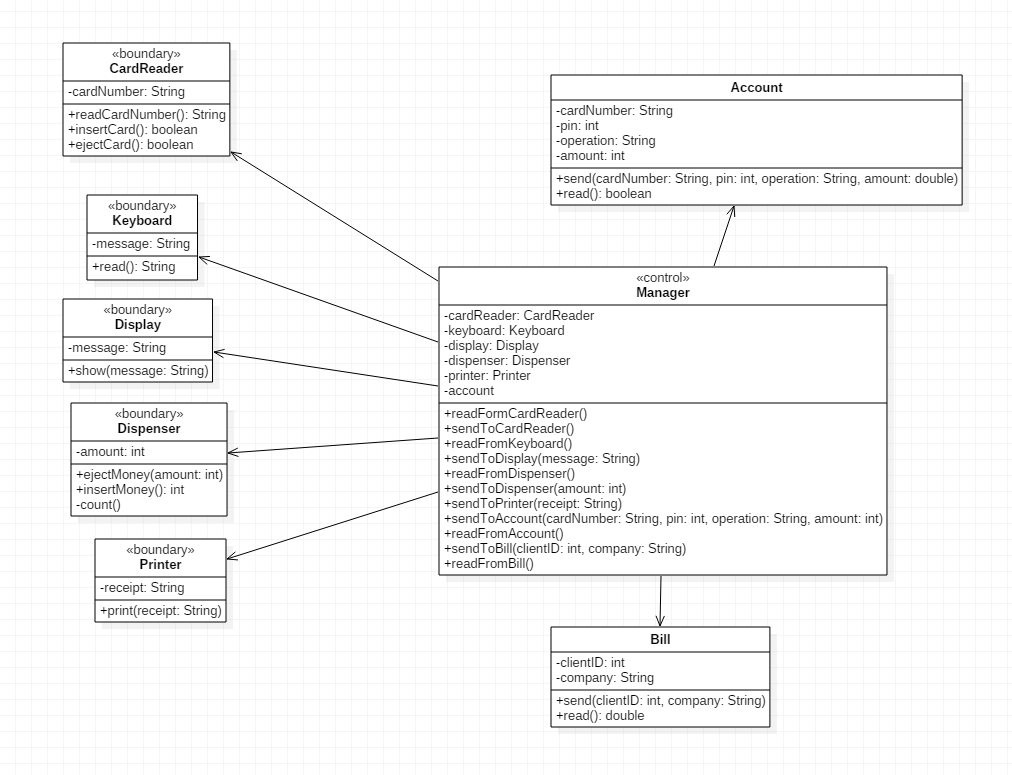 «boundary»
CardReader
-cardNumber: String
+readCardNumber(): String
+insertCard(): boolean
+ejectCard(): boolean
«boundary»
Keyboard
-message: String
+read(): String
«boundary»
Display
-message: String
+show(message: String)
«boundary»
Dispenser
-amount: int
+ejectMoney(amount: int)
+insertMoney(): int
-count()
«boundary»
Printer
-receipt: String
+print(receipt: String)
Account
-cardNumber: String
-pin: int
-operation: String
-amount: int
+send(cardNumber: String, pin: int, operation: String, amount: double)
+read(): boolean
«control»
Manager
-cardReader: CardReader
-keyboard: Keyboard
-display: Display
-dispenser: Dispenser
-printer: Printer
-account
+readFormCardReader()
+sendToCardReader()
+readFromKeyboard()
+sendToDisplay(message: String)
+readFromDispenser()
+sendToDispenser(amount: int)
+sendToPrinter(receipt: String)
+sendToAccount(cardNumber: String, pin: int, operation: String, amount: int)
+readFromAccount()
+sendToBill(clientID: int, company: String)
+readFromBill()
Bill
-clientID: int
-company: String
+send(clientID: int, company: String)
+read(): double